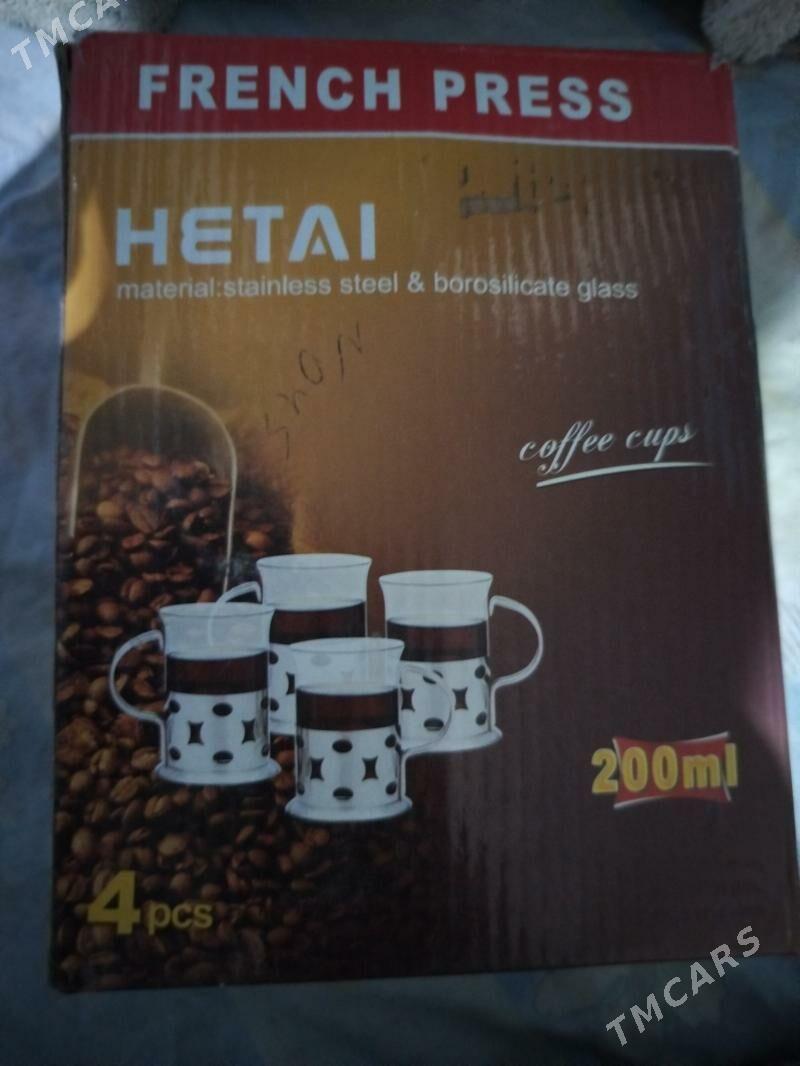 TMCARS
FRENCH PRESS
HETAI
material:stainless steel & borosilicate glass
coffee cups
200ml
4pcs
TMCARS